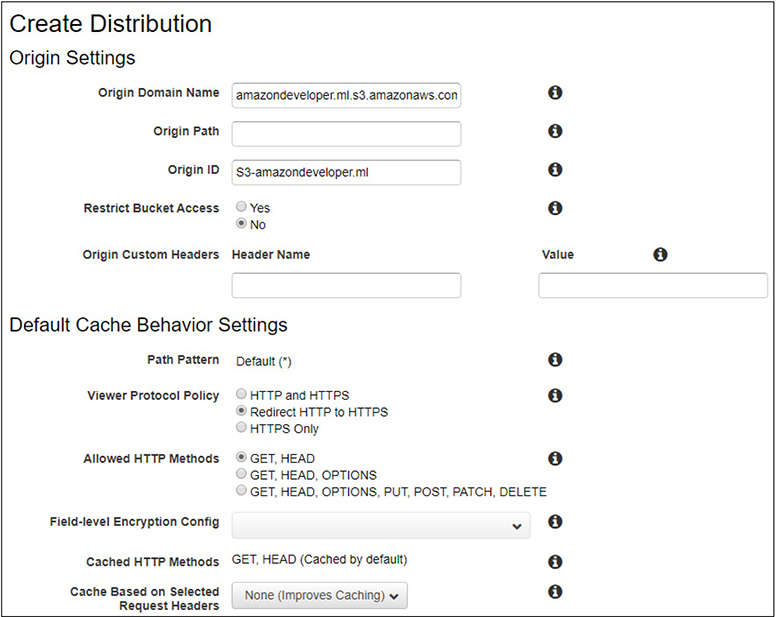 Create Distribution
Origin Settings
Origin Domain Name amazondeveloper.ml.s3.amazonaws.con
Origin Path
Origin ID S3-amazondeveloper.ml
Restrict Bucket Access Yes
No
Origin Custom Headers Header Name Value
Default Cache Behavior Settings
Path Pattern Default (*)
Viewer Protocol Policy HTTP and HTTPS
Redirect HTTP to HTTPS
HTTPS Only
Allowed HTTP Methods GET, HEAD
GET, HEAD, OPTIONS
GET, HEAD, OPTIONS, PUT, POST, PATCH, DELETE
Field-level Encryption Config
Cached HTTP Methods GET, HEAD (Cached by default)
Cache Based on Selected
Request Headers None (Improves Caching)